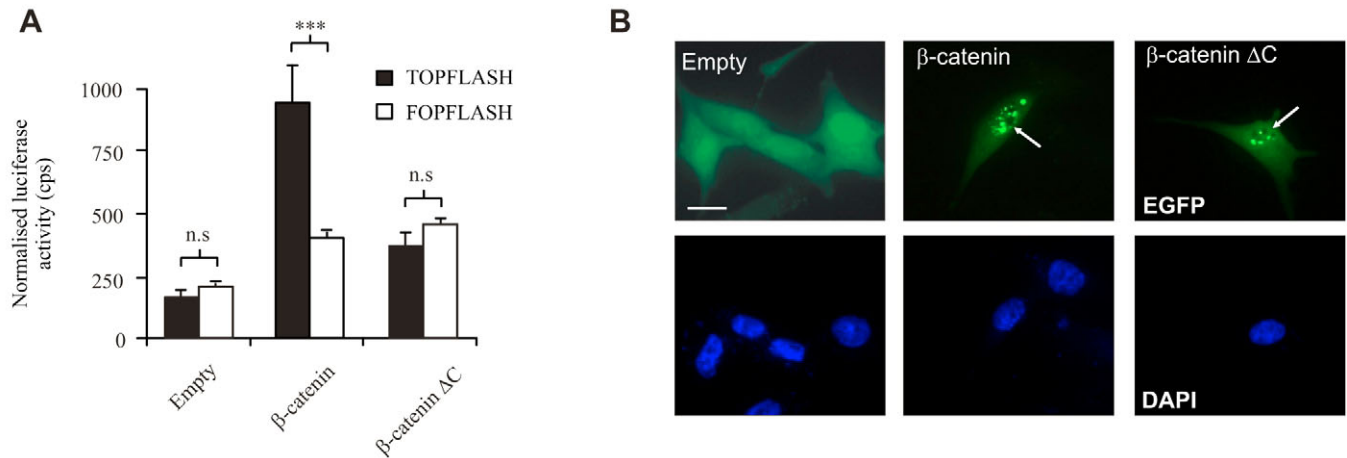 A
B
***
TOPFLASH
FOPFLASH
Normalised luciferase
activity (cps)
1000
750
500
250
0
n.s
n.s
Empty
β-catenin
β-catenin ΔC
Empty
β-catenin
β-catenin ΔC
EGFP
DAPI